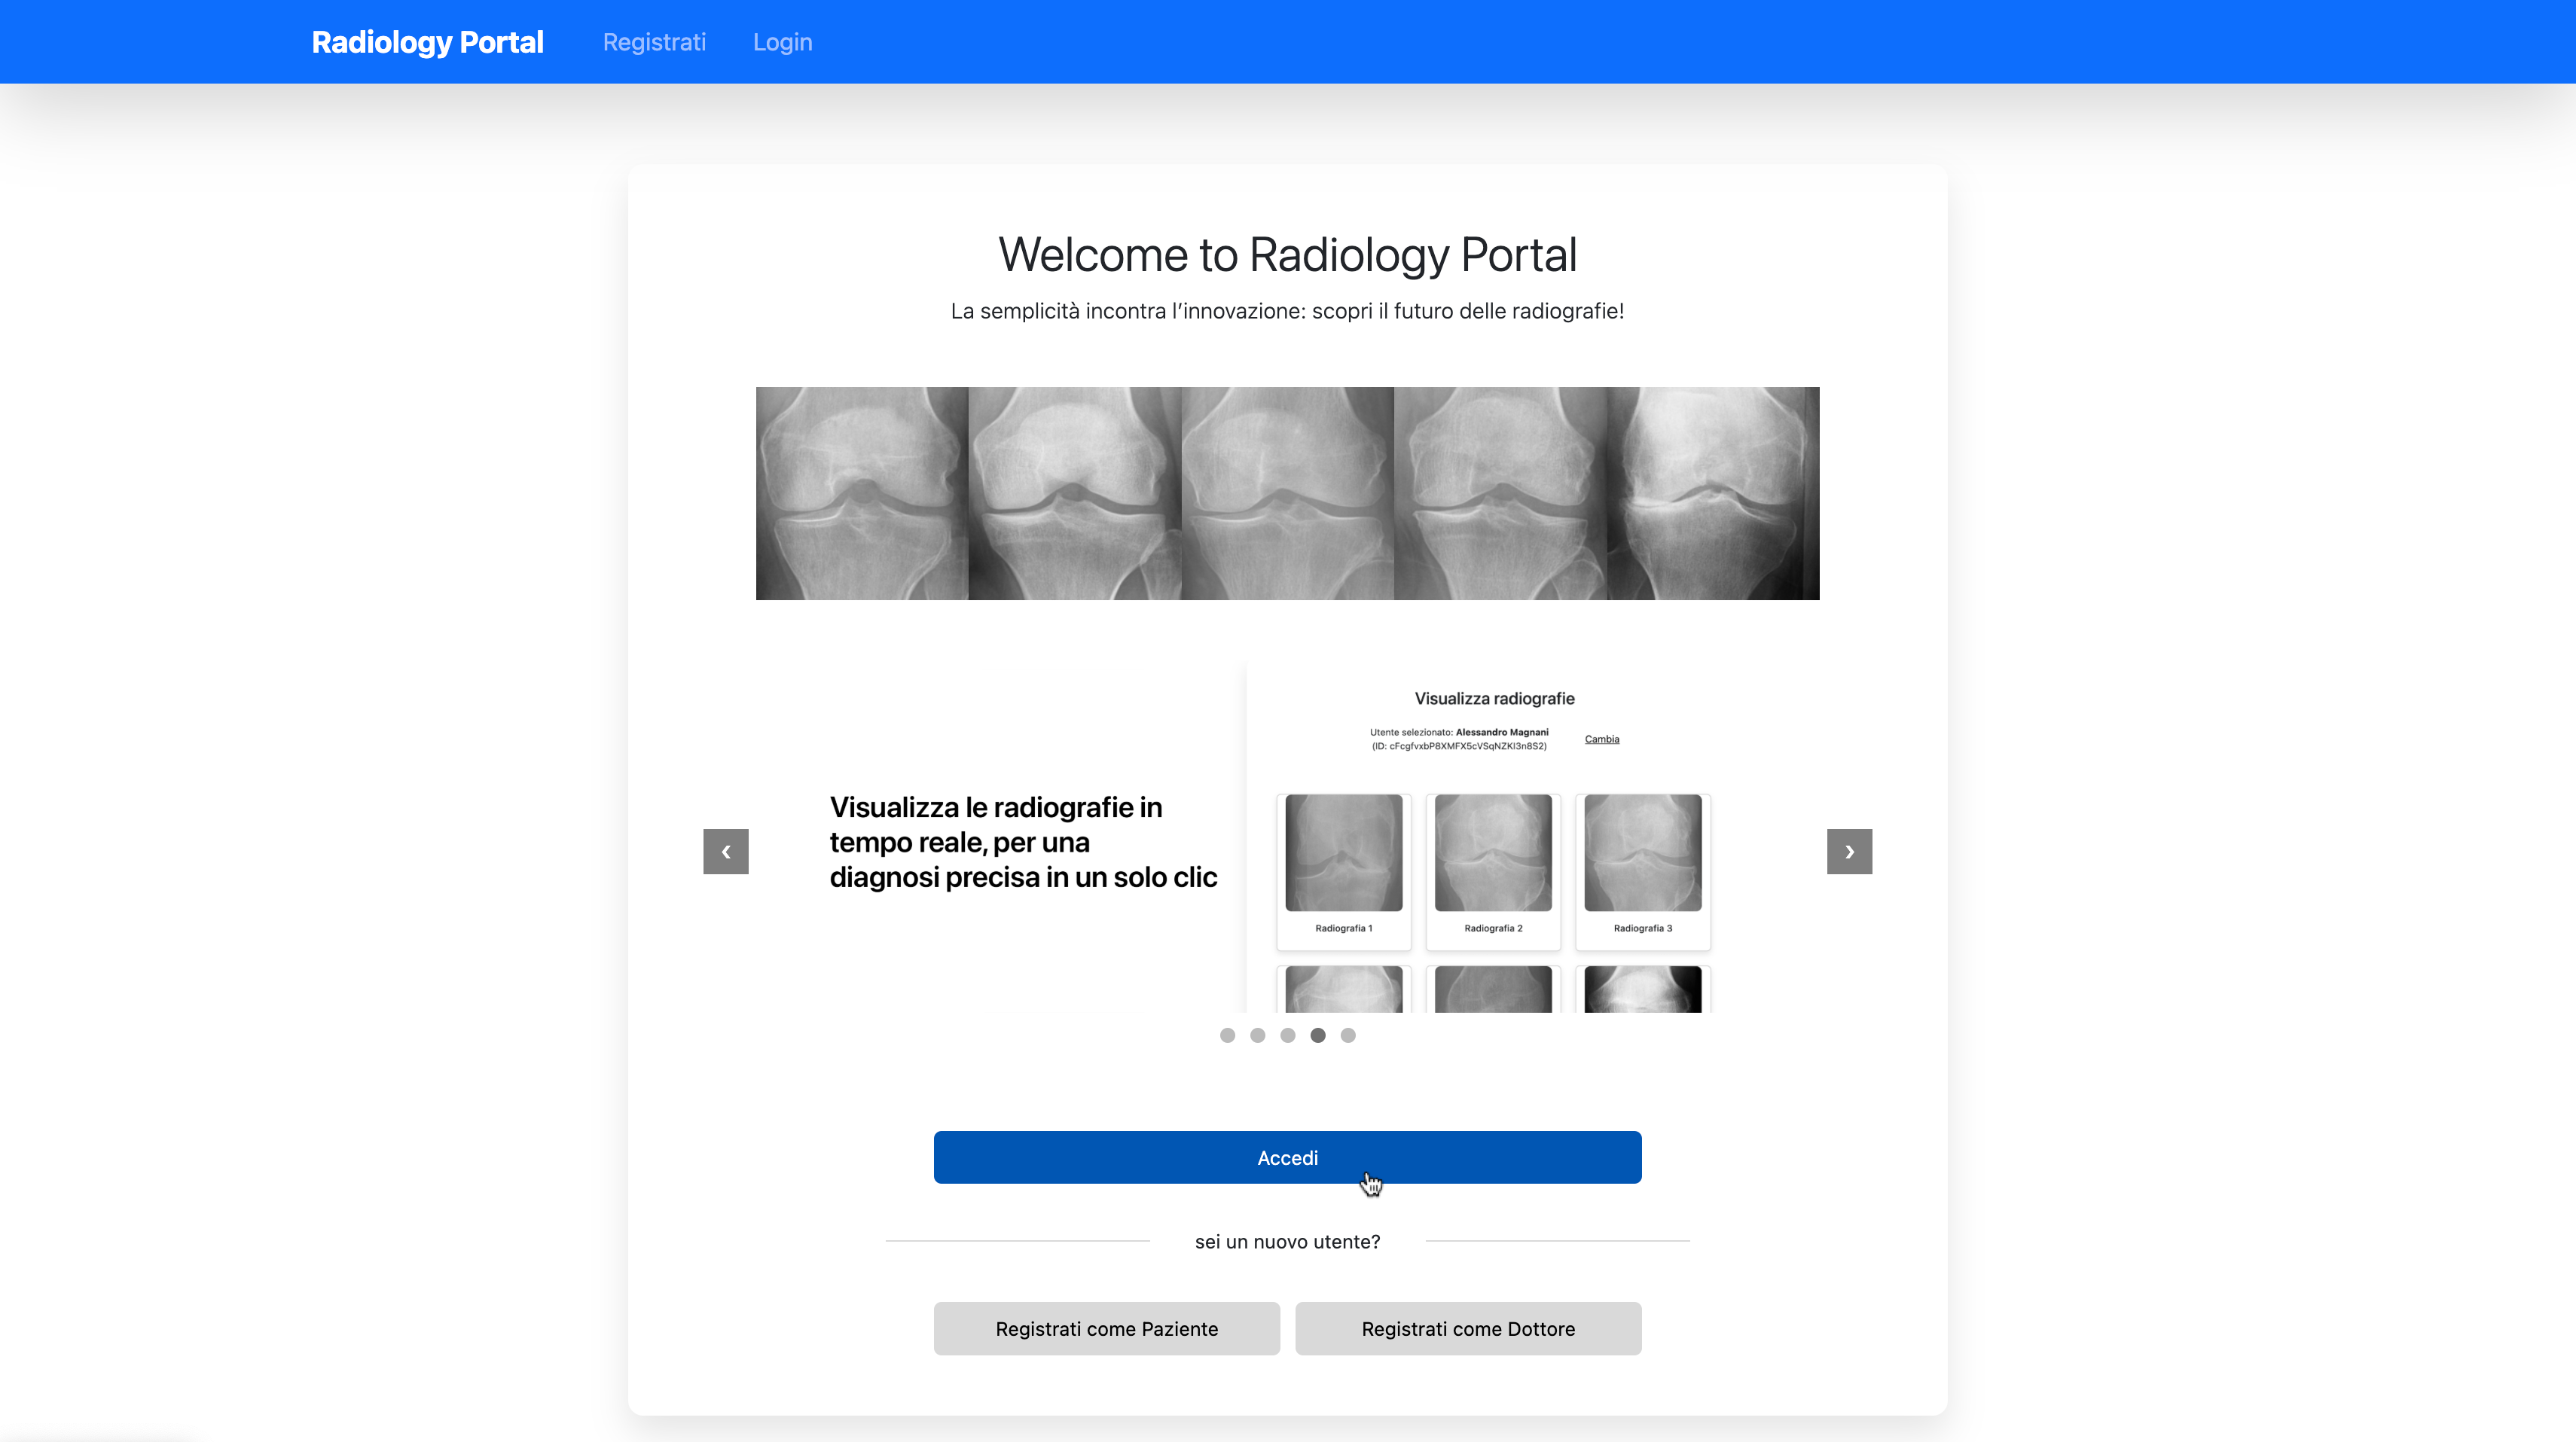 Radiology Portal Registrati Login
Welcome to Radiology Portal
La semplicità incontra l'innovazione: scopri il futuro delle radiografie!
Visualizza le radiografie in
tempo reale, per una
diagnosi precisa in un solo clic
Visualizza radiografie
Utente selezionato: Alessandro Magnani
(ID: cFcgfvxbP8XMFX5cVSqNZKI3n8S2)
Cambia
Radiografia 1 Radiografia 2 Radiografia 3
Accedi
sei un nuovo utente?
Registrati come Paziente Registrati come Dottore